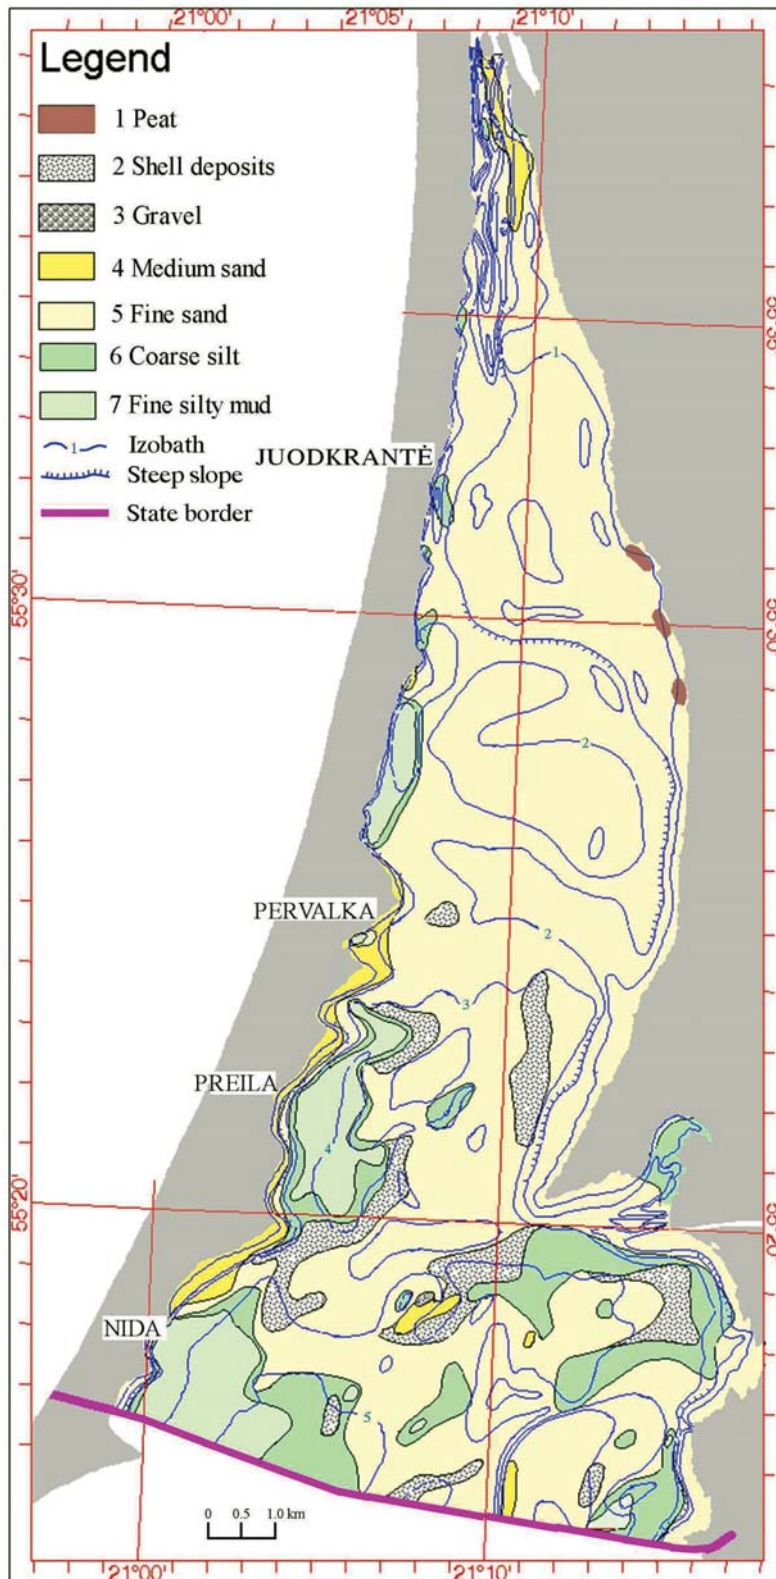 21°00'
21°05'
21°10'
Legend
1 Peat
2 Shell deposits
3 Gravel
4 Medium sand
5 Fine sand
6 Coarse silt
7 Fine silty mud
1 Izobath
Steep slope
State border
1
JUODKRANTĖ
55°30'
2
PERVALKA
2
3
PREILA
4
55°20'
NIDA
5
0 0.5 1.0 km
21°00'
21°10'